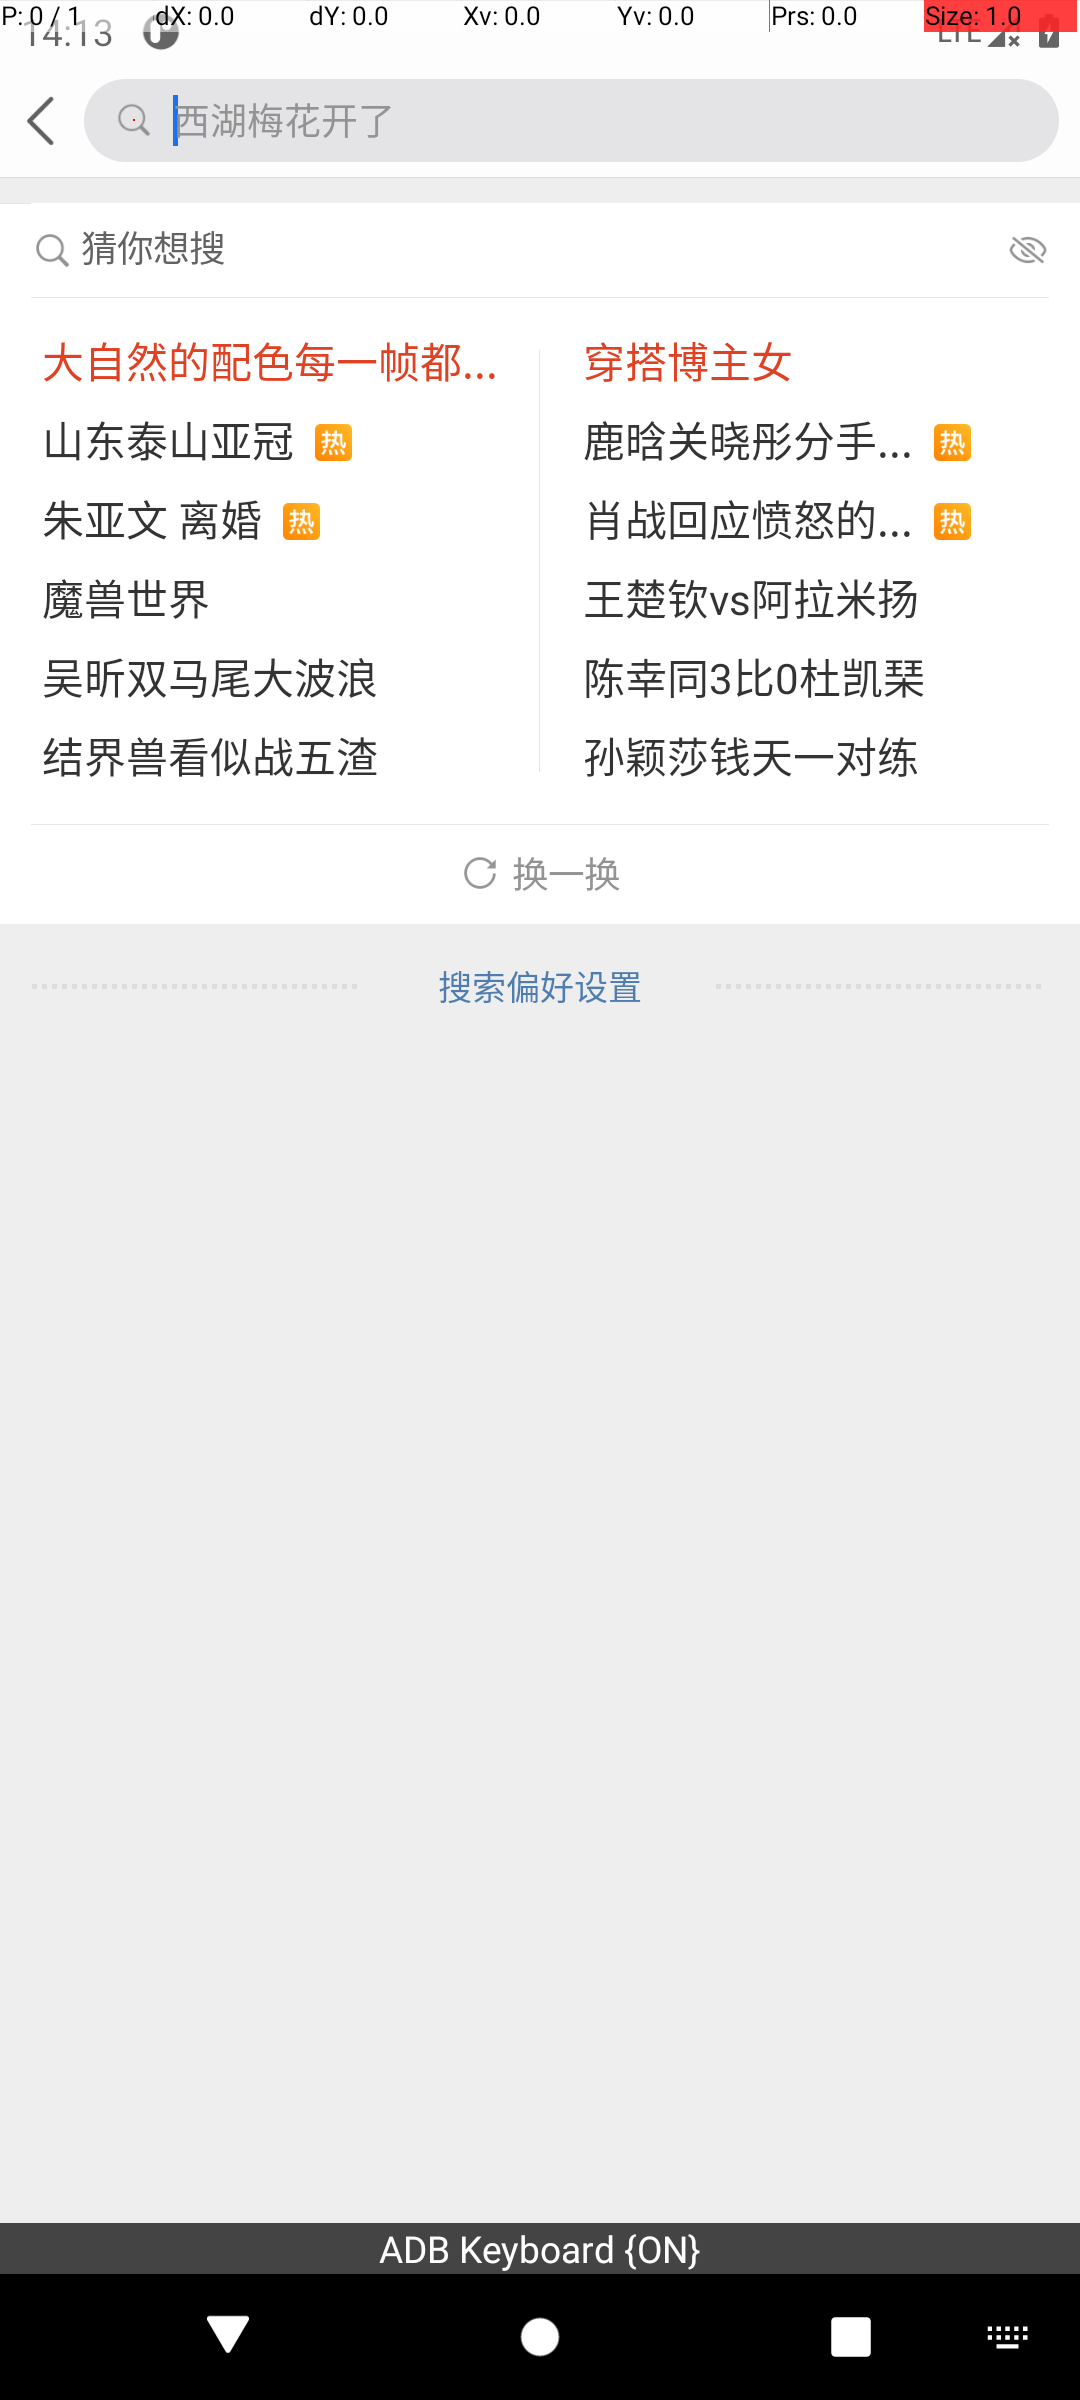 P: 0 / 1 dX: 0.0 dY: 0.0 Xv: 0.0 Yv: 0.0 Prs: 0.0 Size: 1.0
14:13 LTE
西湖梅花开了
猜你想搜
大自然的配色每一帧都... 穿搭博主女
山东泰山亚冠 热 鹿晗关晓彤分手... 热
朱亚文 离婚 热 肖战回应愤怒的... 热
魔兽世界 王楚钦vs阿拉米扬
吴昕双马尾大波浪 陈幸同3比0杜凯琹
结界兽看似战五渣 孙颖莎钱天一对练
换一换
搜索偏好设置
ADB Keyboard {ON}